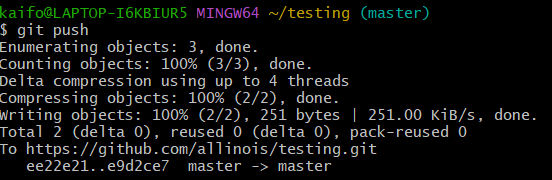 kaifo@LAPTOP-I6KBIUR5 MINGW64 ~/testing (master)
$ git push
Enumerating objects: 3, done.
Counting objects: 100% (3/3), done.
Delta compression using up to 4 threads
Compressing objects: 100% (2/2), done.
Writing objects: 100% (2/2), 251 bytes | 251.00 KiB/s, done.
Total 2 (delta 0), reused 0 (delta 0), pack-reused 0
To https://github.com/allinois/testing.git
   ee22e21..e9d2ce7  master -> master